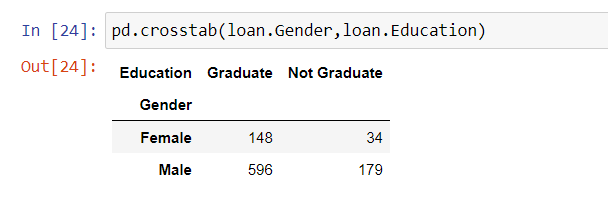 In [24]: pd.crosstab(loan.Gender,loan.Education)
Out[24]:
Education Graduate Not Graduate
Gender
Female 148 34
Male 596 179